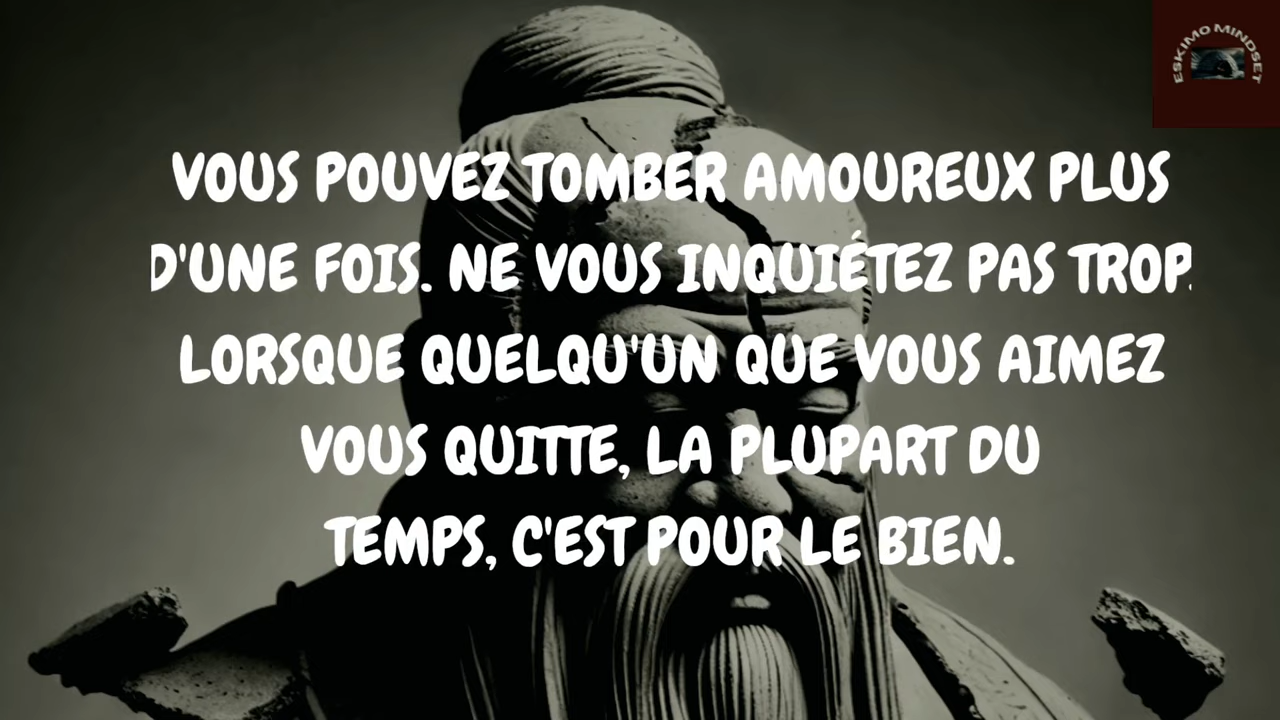 ESKIMO MINDSET
VOUS POUVEZ TOMBER AMOUREUX PLUS
D'UNE FOIS. NE VOUS INQUIÉTEZ PAS TROP.
LORSQUE QUELQU'UN QUE VOUS AIMEZ
VOUS QUITTE, LA PLUPART DU
TEMPS, C'EST POUR LE BIEN.